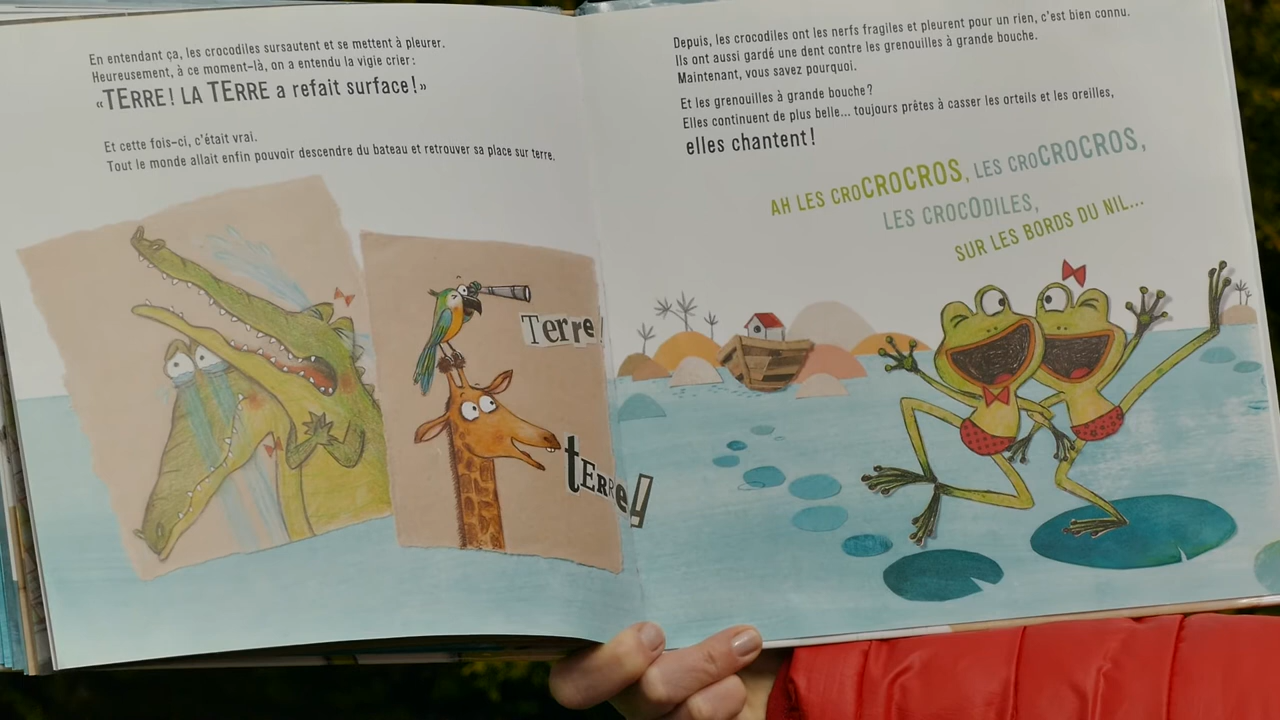 En entendant ça, les crocodiles sursautent et se mettent à pleurer.
Heureusement, à ce moment-là, on a entendu la vigie crier :
«TERRE! LA TERRE a refait surface!»
Et cette fois-ci, c'était vrai.
Tout le monde allait enfin pouvoir descendre du bateau et retrouver sa place sur terre.
Terre!
tERRe!
Depuis, les crocodiles ont les nerfs fragiles et pleurent pour un rien, c'est bien connu.
Ils ont aussi gardé une dent contre les grenouilles à grande bouche.
Maintenant, vous savez pourquoi.
Et les grenouilles à grande bouche ?
Elles continuent de plus belle... toujours prêtes à casser les orteils et les oreilles,
elles chantent!
AH LES CROCROCROS, LES CROCROCROS,
LES CROCODILES,
SUR LES BORDS DU NIL...